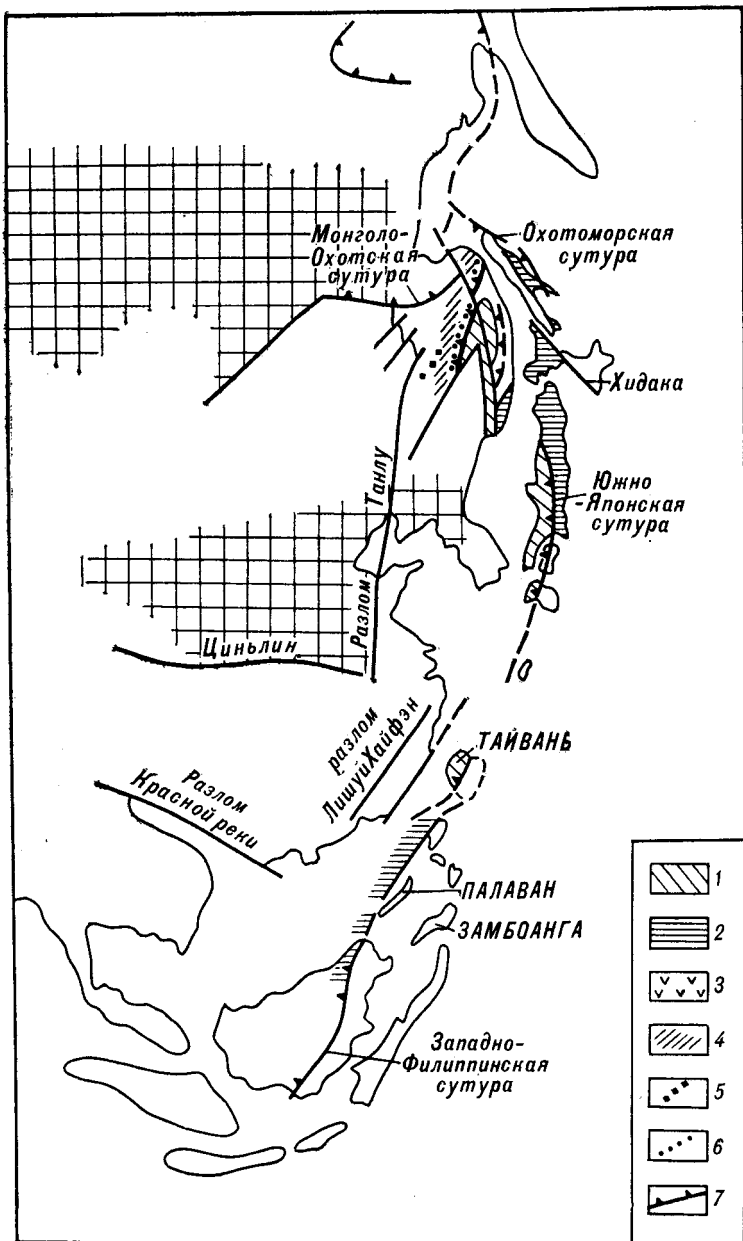 Монголо-
Охотская
сутура
Охотоморская
сутура
Хидака
Южно
-Японская
сутура
Разлом-
Танлу
Циньлин
разлом
Лишуй Хайфэн
ТАЙВАНЬ
Разлом
Красной реки
ПАЛАВАН
ЗАМБОАНГА
Западно-
Филиппинская
сутура
1
2
3
4
5
6
7